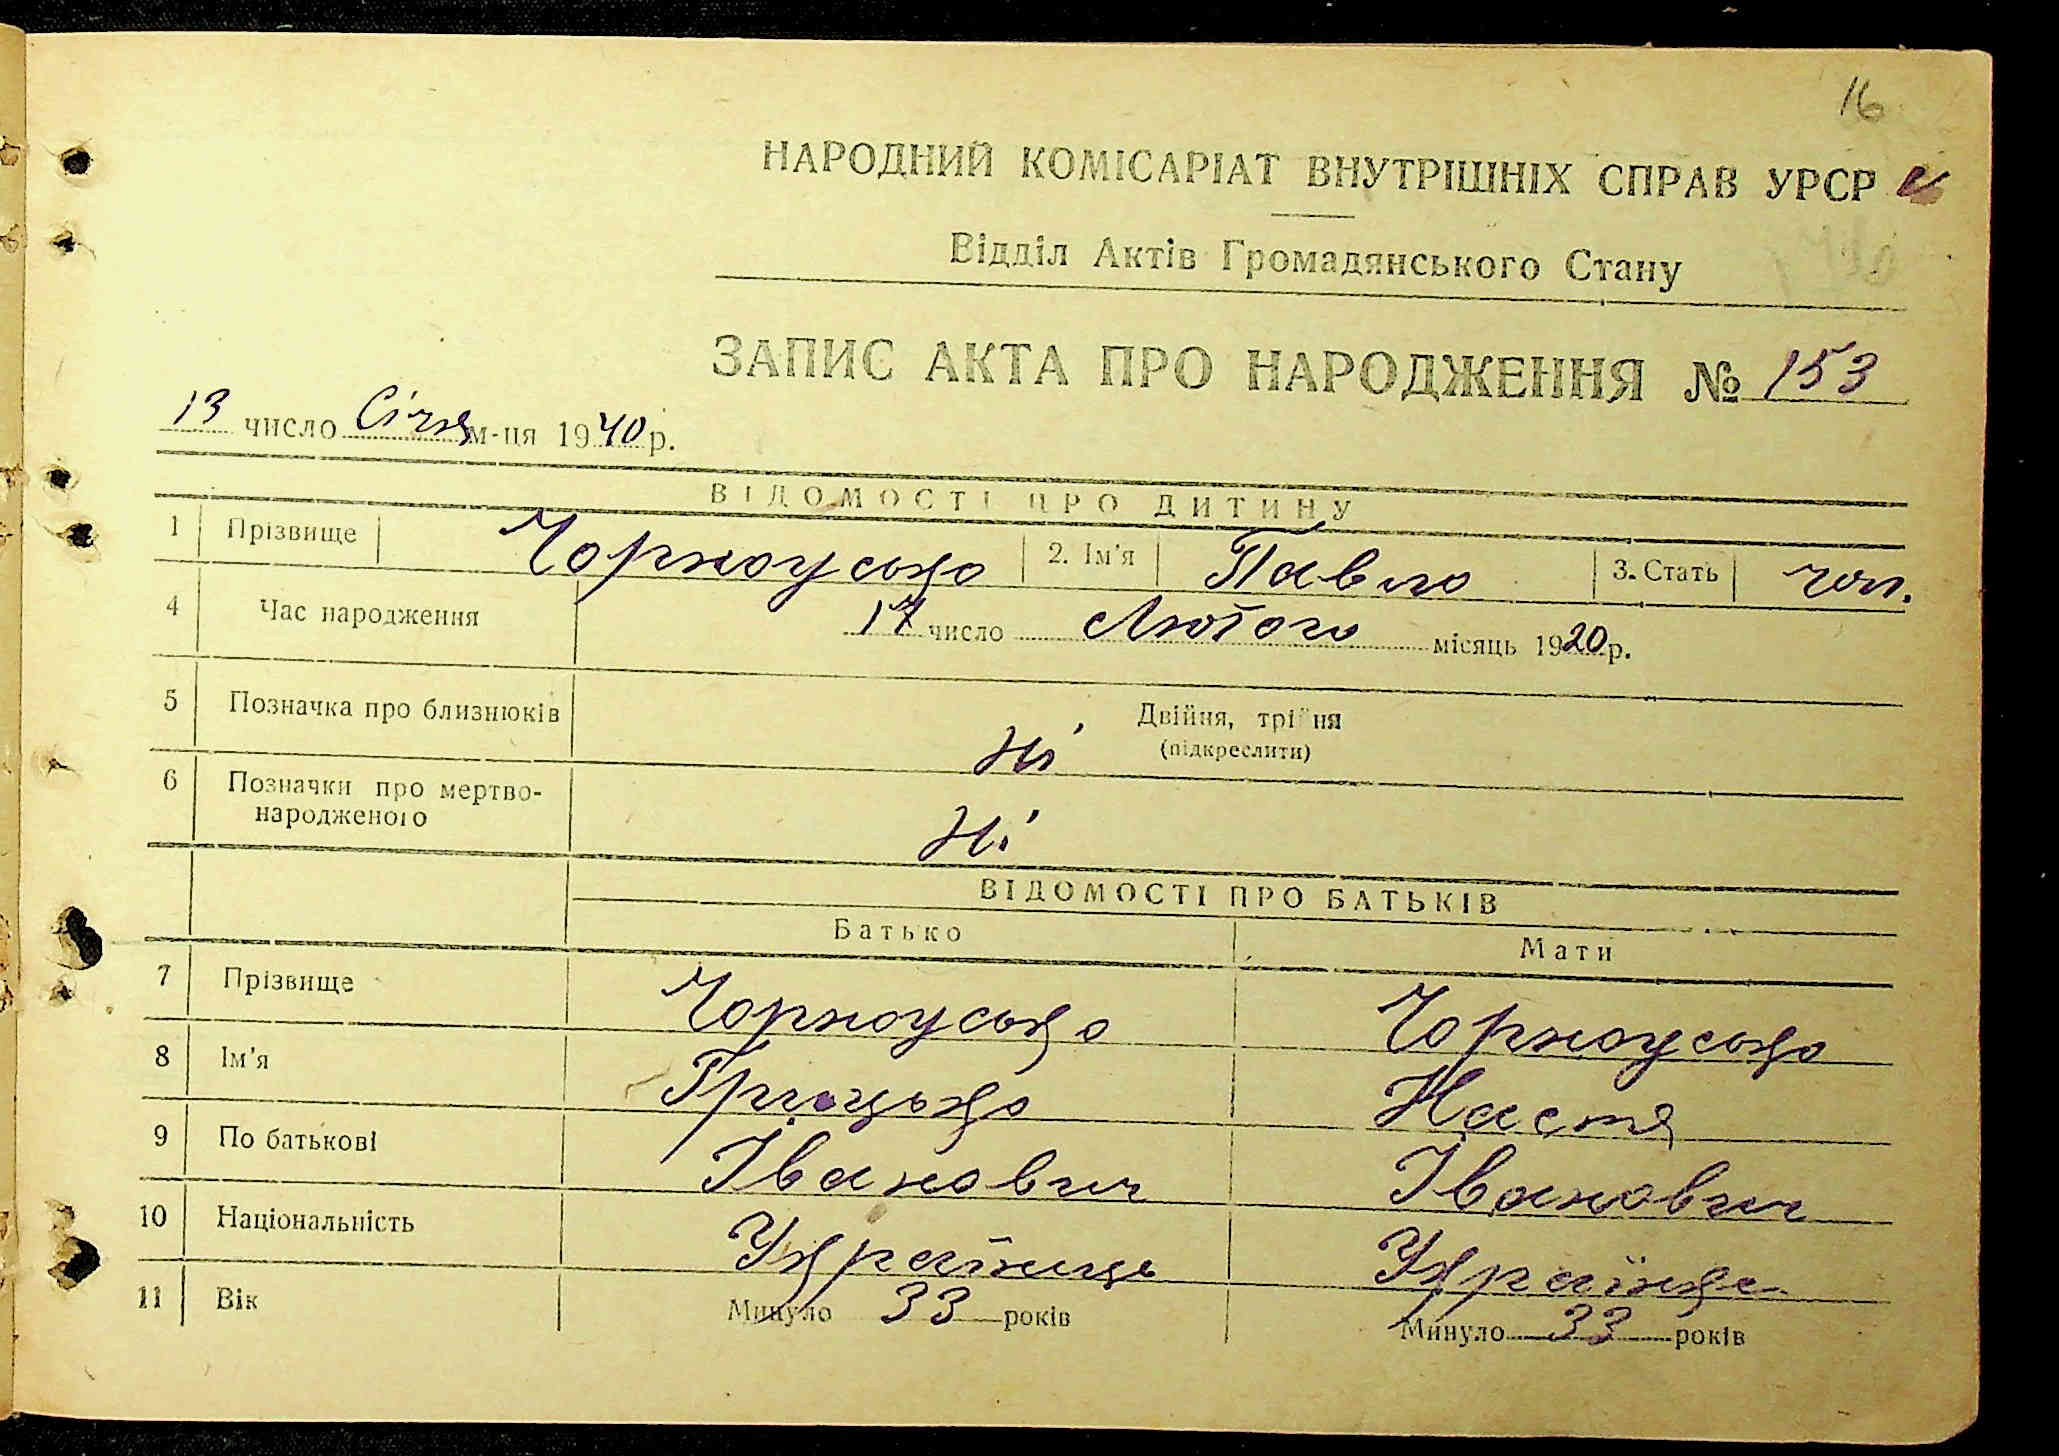 16
НАРОДНИЙ КОМІСАРІАТ ВНУТРІШНІХ СПРАВ УРСР
Відділ Актів Громадянського Стану
ЗАПИС АКТА ПРО НАРОДЖЕННЯ № 153
13 число Січня м-ця 1940 р.
ВІДОМОСТІ ПРО ДИТИНУ
1 Прізвище Чорноусько 2. Ім'я Павло 3. Стать чол.
4 Час народження 17 число Лютого місяць 1920 р.
5 Позначка про близнюків Ні Двійня, трійня
(підкреслити)
6 Позначки про мертво-
народженого Ні
ВІДОМОСТІ ПРО БАТЬКІВ
Батько Мати
7 Прізвище Чорноусько Чорноусько
8 Ім'я Грицько Настя
9 По батькові Іванович Іванович
10 Національність Українець Українка
11 Вік Минуло 33 років Минуло 33 років